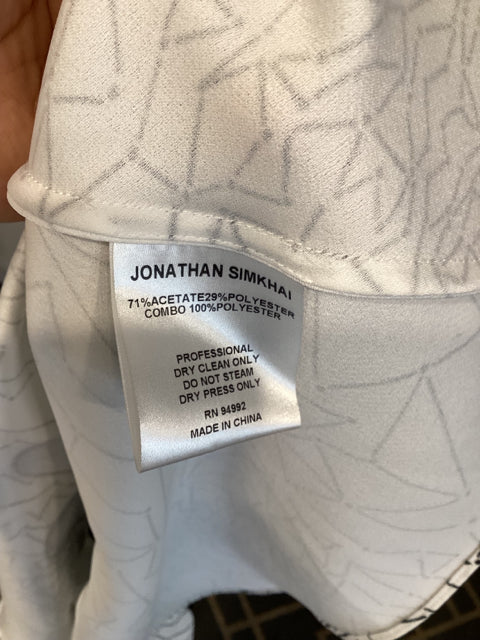 JONATHAN SIMKHAI
71%ACETATE29%POLYESTER
COMBO 100%POLYESTER
PROFESSIONAL
DRY CLEAN ONLY
DO NOT STEAM
DRY PRESS ONLY
RN 94992
MADE IN CHINA